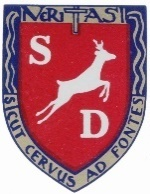 VERITAS
S
D
SICUT CERVUS AD FONTES